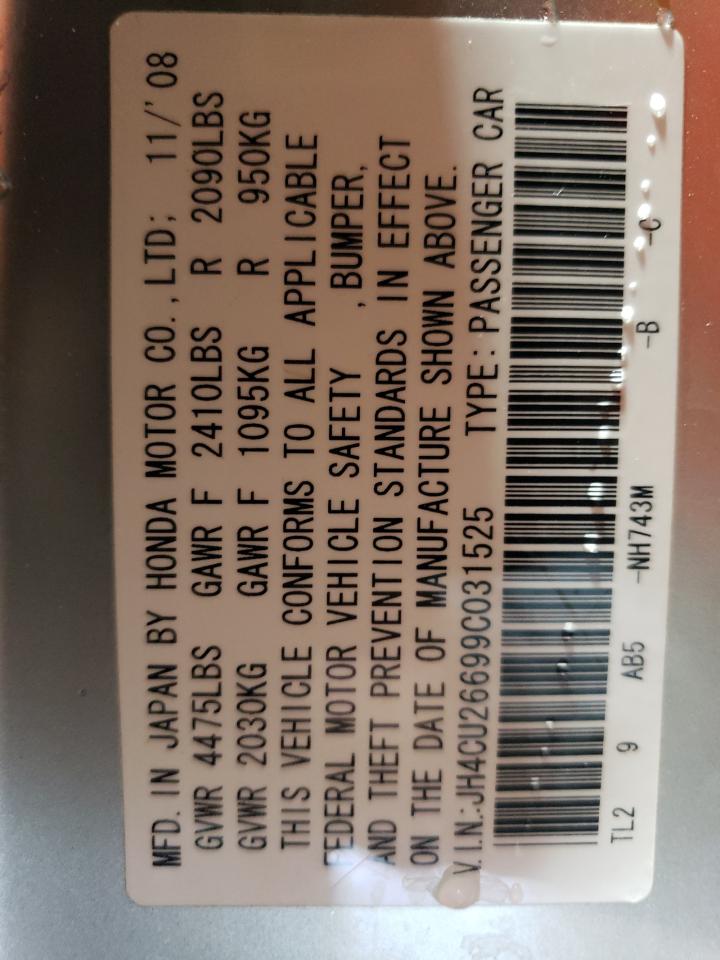 MFD. IN JAPAN BY HONDA MOTOR CO., LTD; 11/'08
GVWR 4475LBS GAWR F 2410LBS R 2090LBS
GVWR 2030KG GAWR F 1095KG R 950KG
THIS VEHICLE CONFORMS TO ALL APPLICABLE
FEDERAL MOTOR VEHICLE SAFETY , BUMPER,
AND THEFT PREVENTION STANDARDS IN EFFECT
ON THE DATE OF MANUFACTURE SHOWN ABOVE.
V.I.N.:JH4CU26699C031525 TYPE:PASSENGER CAR
TL2 9 AB5 -NH743M -B -C